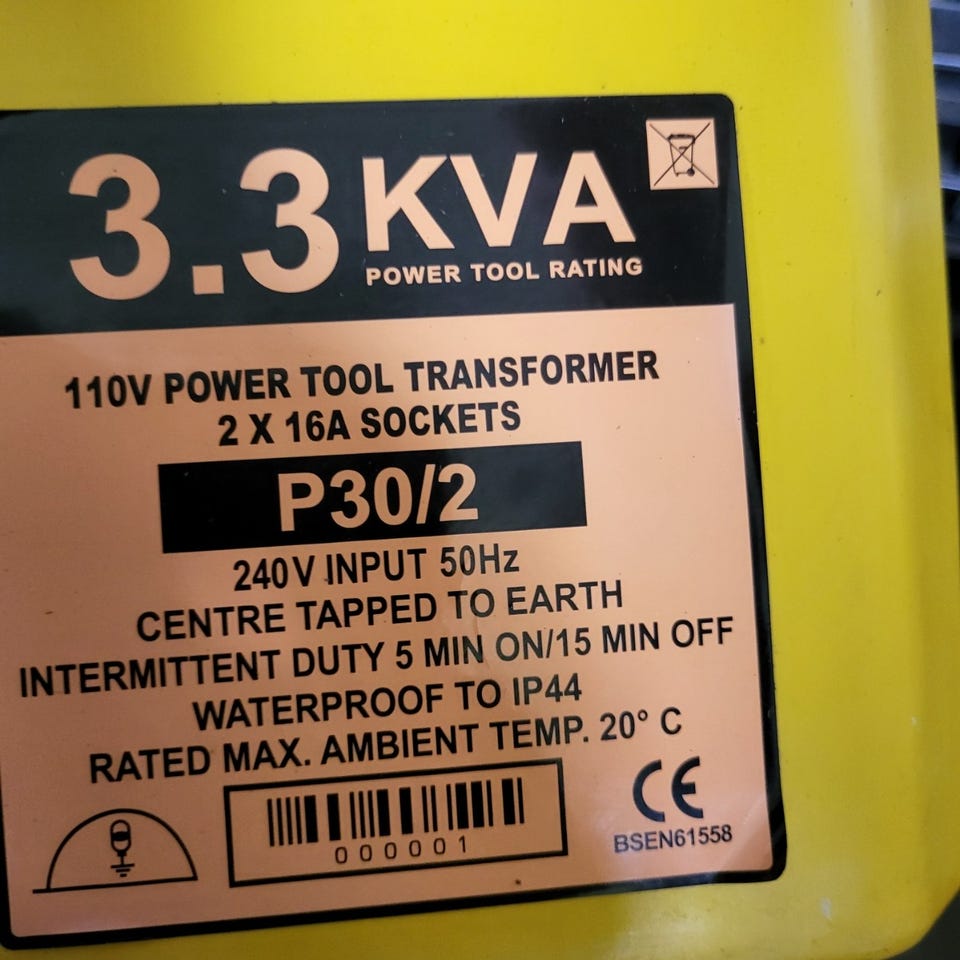 3.3 KVA
POWER TOOL RATING
110V POWER TOOL TRANSFORMER
2 X 16A SOCKETS
P30/2
240V INPUT 50Hz
CENTRE TAPPED TO EARTH
INTERMITTENT DUTY 5 MIN ON/15 MIN OFF
WATERPROOF TO IP44
RATED MAX. AMBIENT TEMP. 20° C
000001
CE
BSEN61558